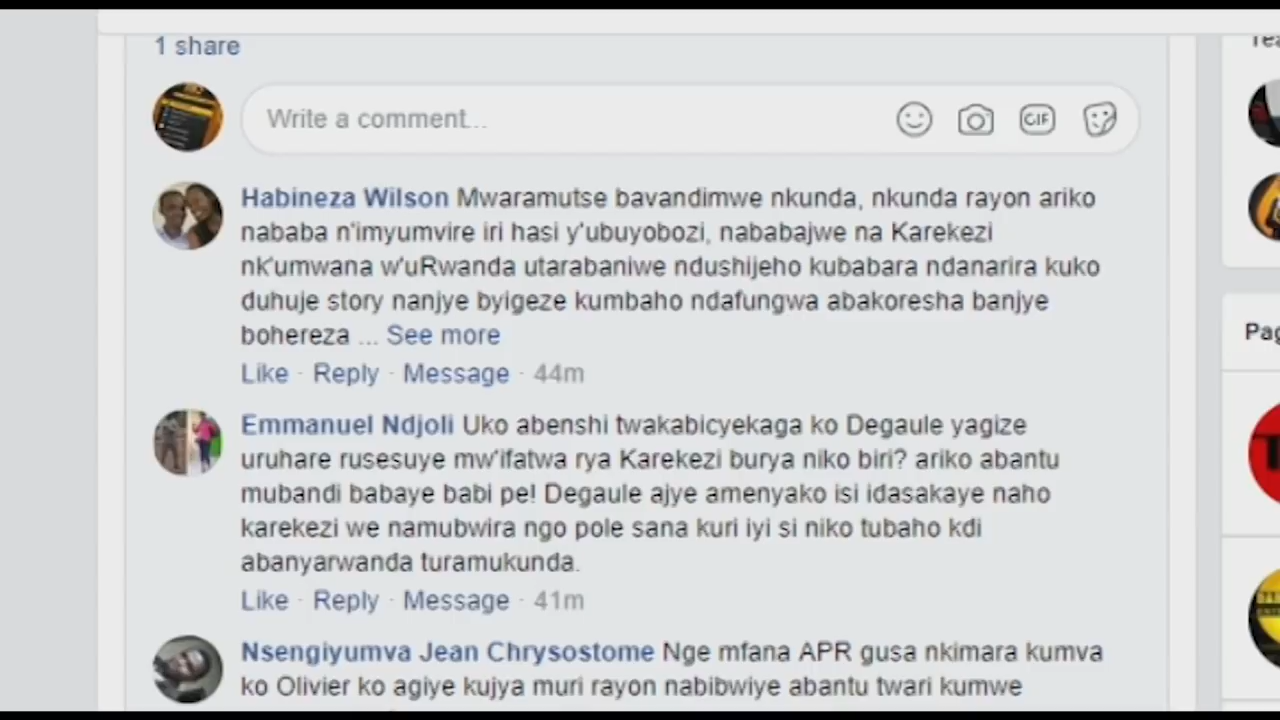 1 share
Write a comment...
GIF
Habineza Wilson Mwaramutse bavandimwe nkunda, nkunda rayon ariko
nababa n'imyumvire iri hasi y'ubuyobozi, nababajwe na Karekezi
nk'umwana w'uRwanda utarabaniwe ndushijeho kubabara ndanarira kuko
duhuje story nanjye byigeze kumbaho ndafungwa abakoresha banjye
bohereza ... See more
Like · Reply · Message · 44m
Emmanuel Ndjoli Uko abenshi twakabicyekaga ko Degaule yagize
uruhare rusesuye mw'ifatwa rya Karekezi burya niko biri? ariko abantu
mubandi babaye babi pe! Degaule ajye amenyako isi idasakaye naho
karekezi we namubwira ngo pole sana kuri iyi si niko tubaho kdi
abanyarwanda turamukunda.
Like · Reply · Message · 41m
Nsengiyumva Jean Chrysostome Nge mfana APR gusa nkimara kumva
ko Olivier ko agiye kujya muri rayon nabibwiye abantu twari kumwe
Pag